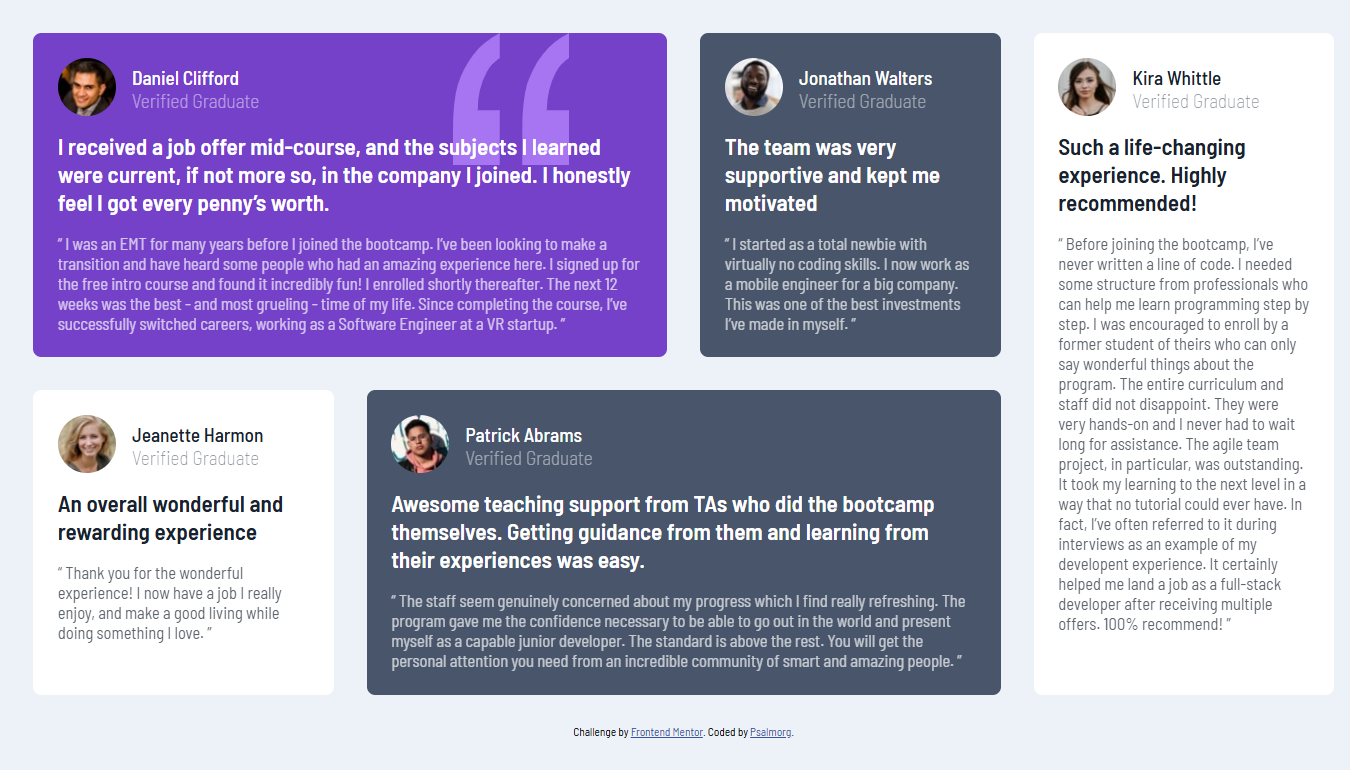 Daniel Clifford
Verified Graduate
I received a job offer mid-course, and the subjects I learned
were current, if not more so, in the company I joined. I honestly
feel I got every penny’s worth.
“ I was an EMT for many years before I joined the bootcamp. I’ve been looking to make a
transition and have heard some people who had an amazing experience here. I signed up for
the free intro course and found it incredibly fun! I enrolled shortly thereafter. The next 12
weeks was the best - and most grueling - time of my life. Since completing the course, I’ve
successfully switched careers, working as a Software Engineer at a VR startup. ”
Jonathan Walters
Verified Graduate
The team was very
supportive and kept me
motivated
“ I started as a total newbie with
virtually no coding skills. I now work as
a mobile engineer for a big company.
This was one of the best investments
I’ve made in myself. ”
Kira Whittle
Verified Graduate
Such a life-changing
experience. Highly
recommended!
“ Before joining the bootcamp, I’ve
never written a line of code. I needed
some structure from professionals who
can help me learn programming step by
step. I was encouraged to enroll by a
former student of theirs who can only
say wonderful things about the
program. The entire curriculum and
staff did not disappoint. They were
very hands-on and I never had to wait
long for assistance. The agile team
project, in particular, was outstanding.
It took my learning to the next level in a
way that no tutorial could ever have. In
fact, I’ve often referred to it during
interviews as an example of my
developent experience. It certainly
helped me land a job as a full-stack
developer after receiving multiple
offers. 100% recommend! ”
Jeanette Harmon
Verified Graduate
An overall wonderful and
rewarding experience
“ Thank you for the wonderful
experience! I now have a job I really
enjoy, and make a good living while
doing something I love. ”
Patrick Abrams
Verified Graduate
Awesome teaching support from TAs who did the bootcamp
themselves. Getting guidance from them and learning from
their experiences was easy.
“ The staff seem genuinely concerned about my progress which I find really refreshing. The
program gave me the confidence necessary to be able to go out in the world and present
myself as a capable junior developer. The standard is above the rest. You will get the
personal attention you need from an incredible community of smart and amazing people. ”
Challenge by Frontend Mentor. Coded by Psalmorg.